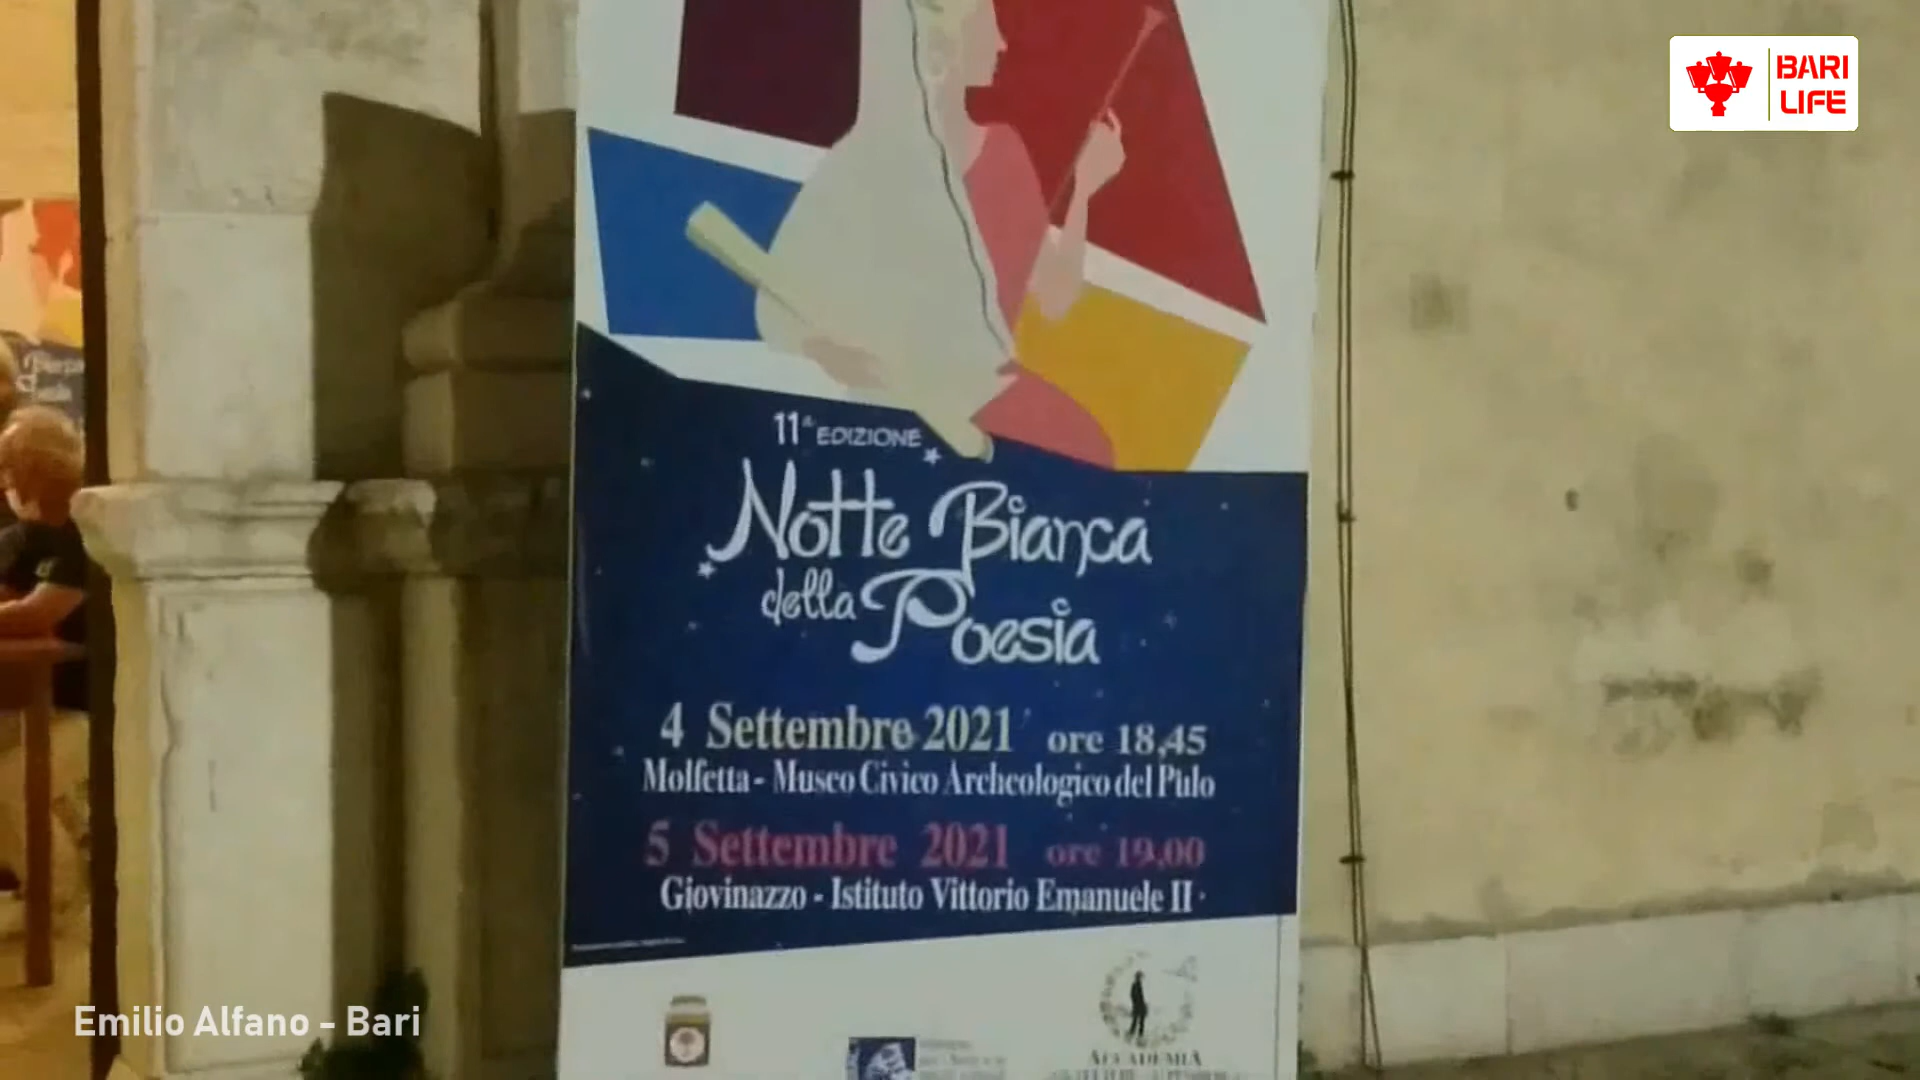 BARI
LIFE
11ª EDIZIONE
Notte Bianca
della Poesia
4 Settembre 2021 ore 18,45
Molfetta - Museo Civico Archeologico del Pulo
5 Settembre 2021 ore 19,00
Giovinazzo - Istituto Vittorio Emanuele II
Emilio Alfano - Bari
ACCADEMIA